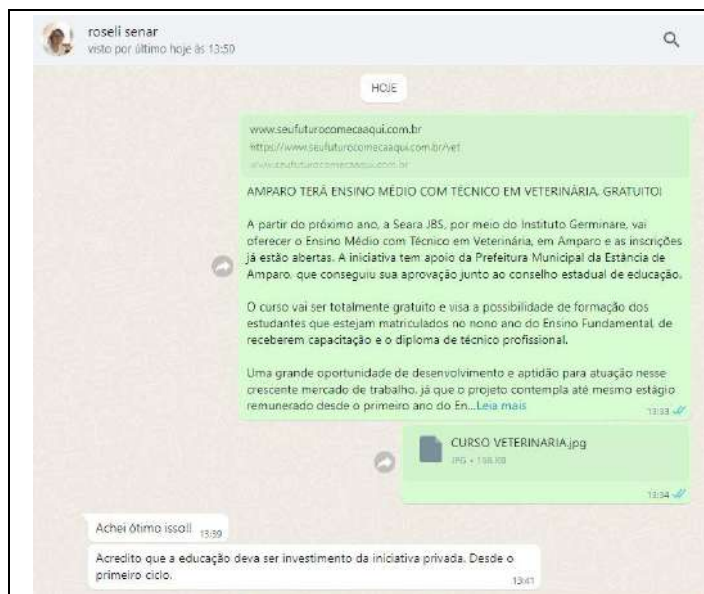 roseli senar
visto por último hoje às 13:50
HOJE
www.seufuturocomecaaqui.com.br
https://www.seufuturocomecaaqui.com.br/vet
www.seufuturocomecaaqui.com.br
AMPARO TERÁ ENSINO MÉDIO COM TÉCNICO EM VETERINÁRIA, GRATUITO!
A partir do próximo ano, a Seara JBS, por meio do Instituto Germinare, vai
oferecer o Ensino Médio com Técnico em Veterinária, em Amparo e as inscrições
já estão abertas. A iniciativa tem apoio da Prefeitura Municipal da Estância de
Amparo, que conseguiu sua aprovação junto ao conselho estadual de educação.
O curso vai ser totalmente gratuito e visa a possibilidade de formação dos
estudantes que estejam matriculados no nono ano do Ensino Fundamental, de
receberem capacitação e o diploma de técnico profissional.
Uma grande oportunidade de desenvolvimento e aptidão para atuação nesse
crescente mercado de trabalho, já que o projeto contempla até mesmo estágio
remunerado desde o primeiro ano do En...Leia mais
13:33
CURSO VETERINARIA.jpg
JPG • 198 KB
13:34
Achei ótimo isso!! 13:39
Acredito que a educação deva ser investimento da iniciativa privada. Desde o
primeiro ciclo.
13:41